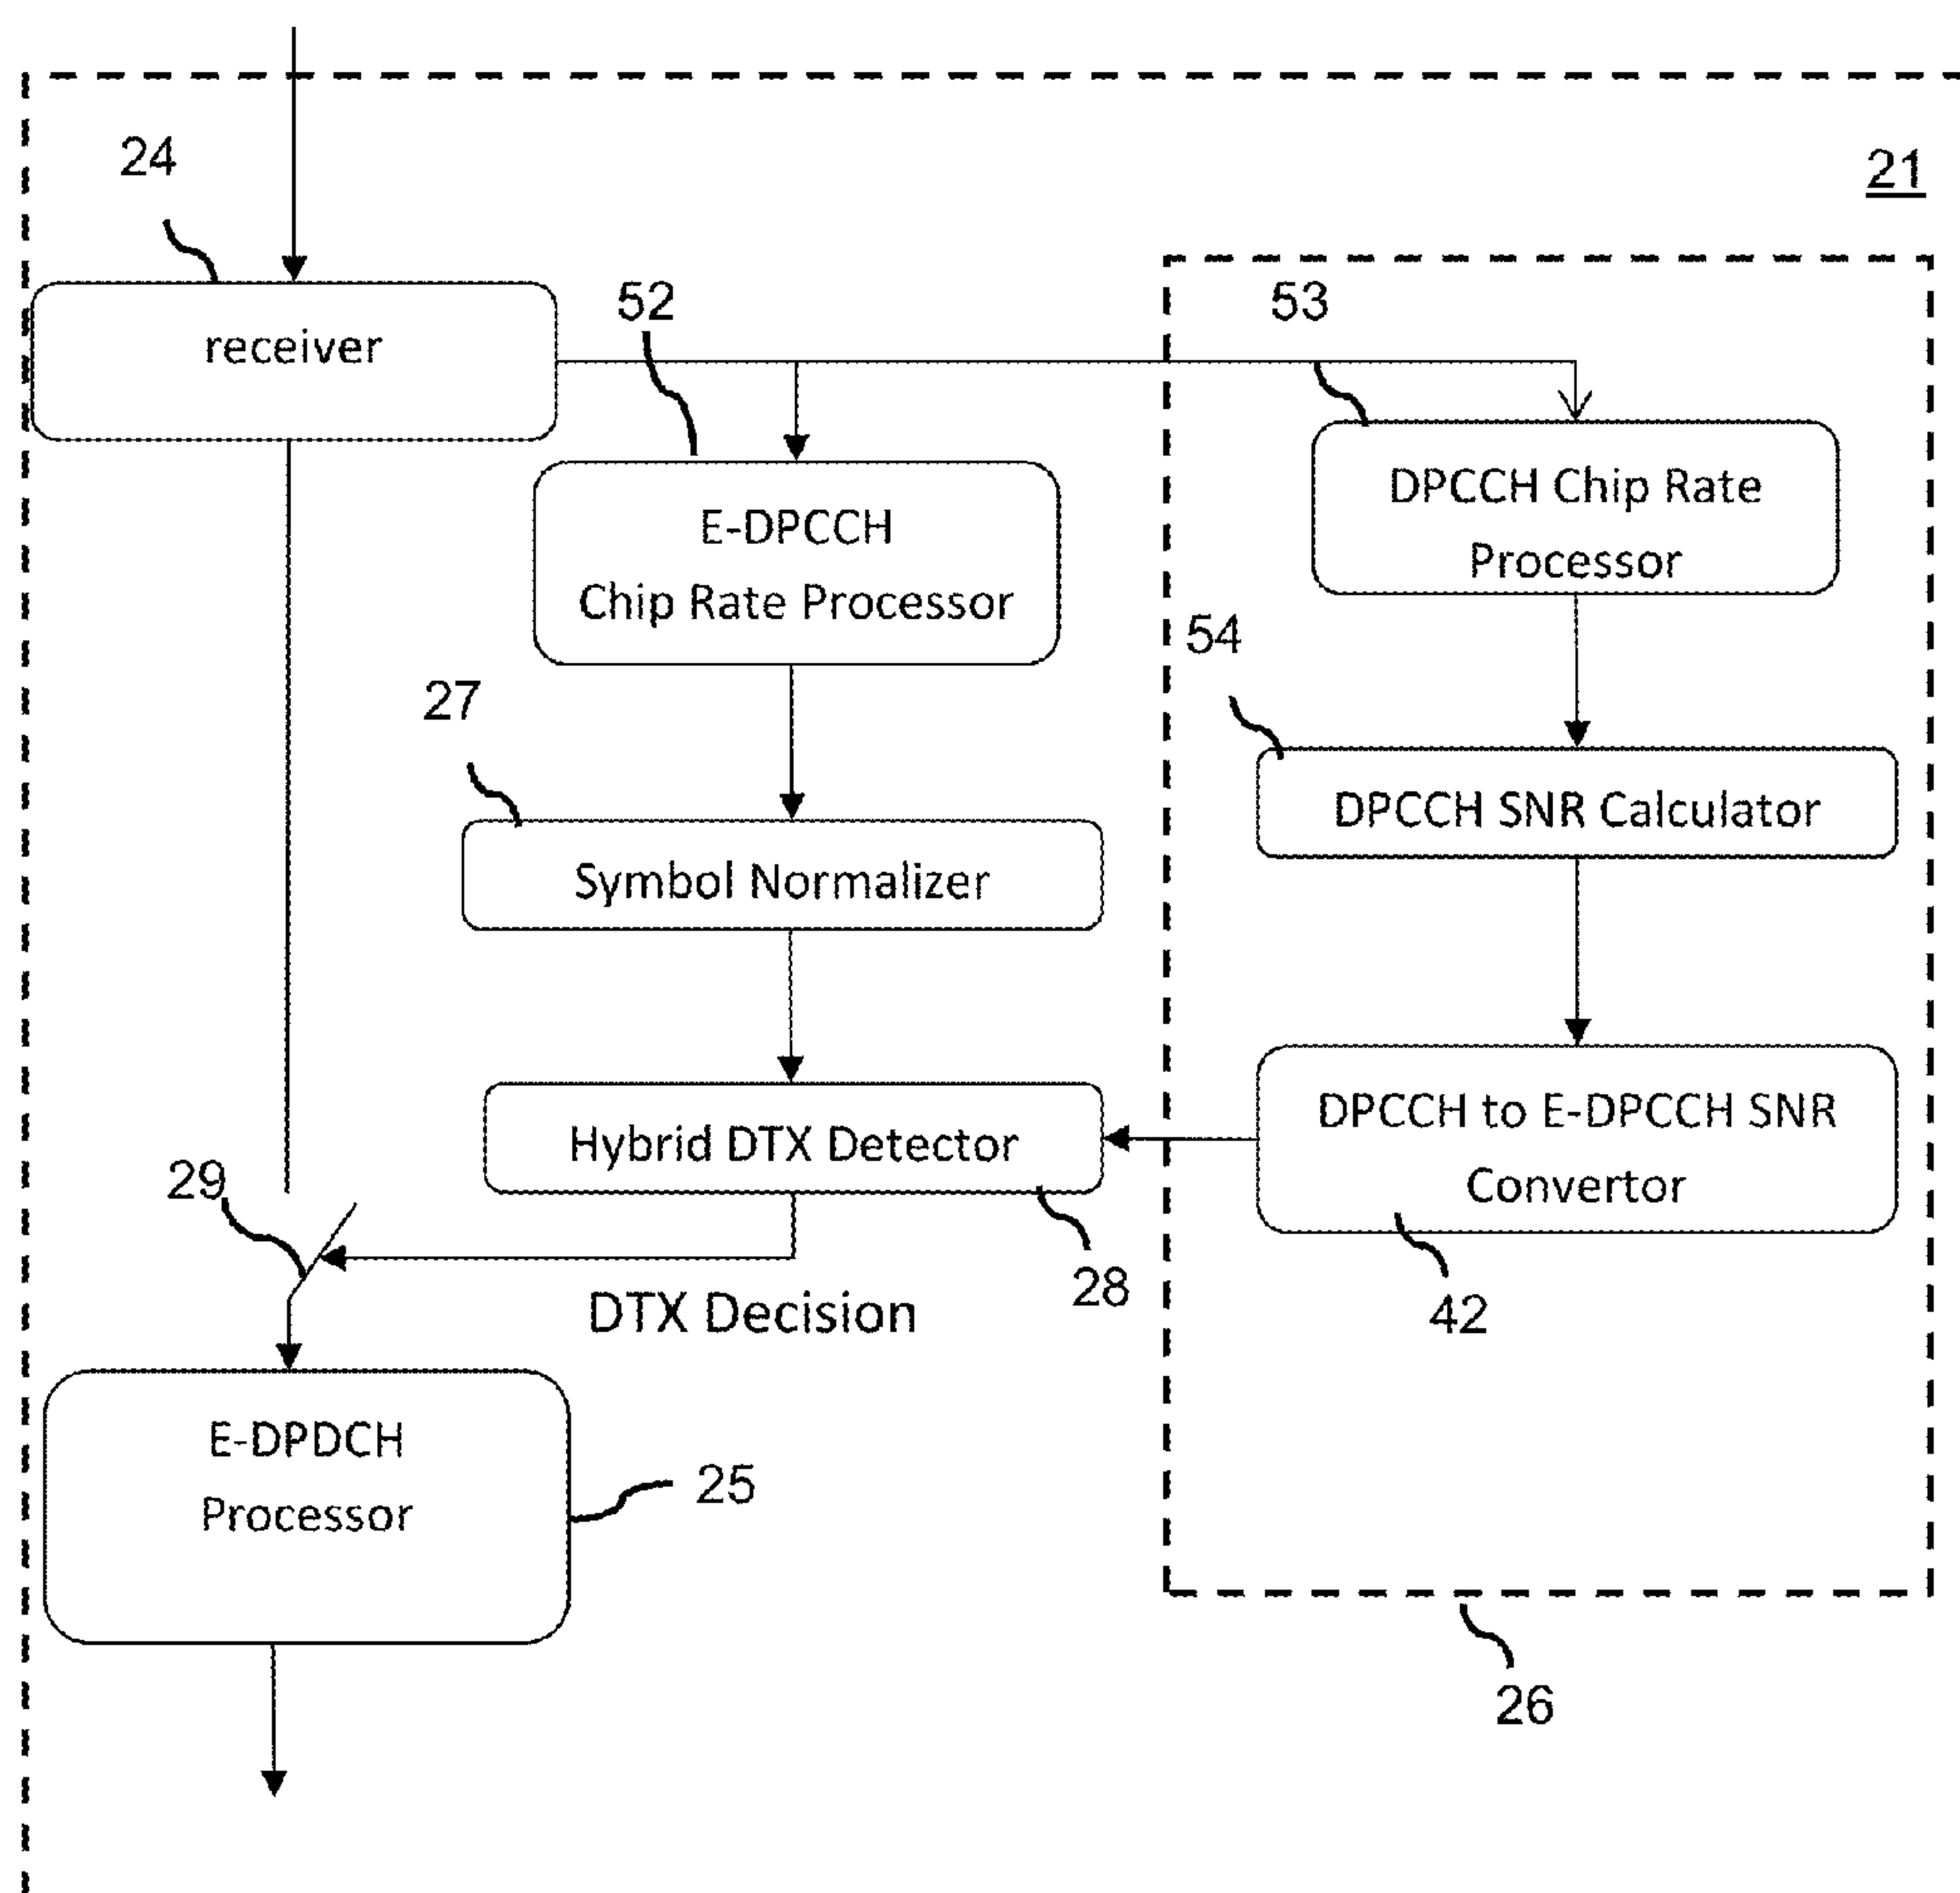 24
21
52
53
receiver
DPCCH Chip Rate
Processor
E-DPCCH
Chip Rate Processor
54
27
DPCCH SNR Calculator
Symbol Normalizer
DPCCH to E-DPCCH SNR
Convertor
Hybrid DTX Detector
29
28
42
DTX Decision
E-DPDCH
Processor
25
26